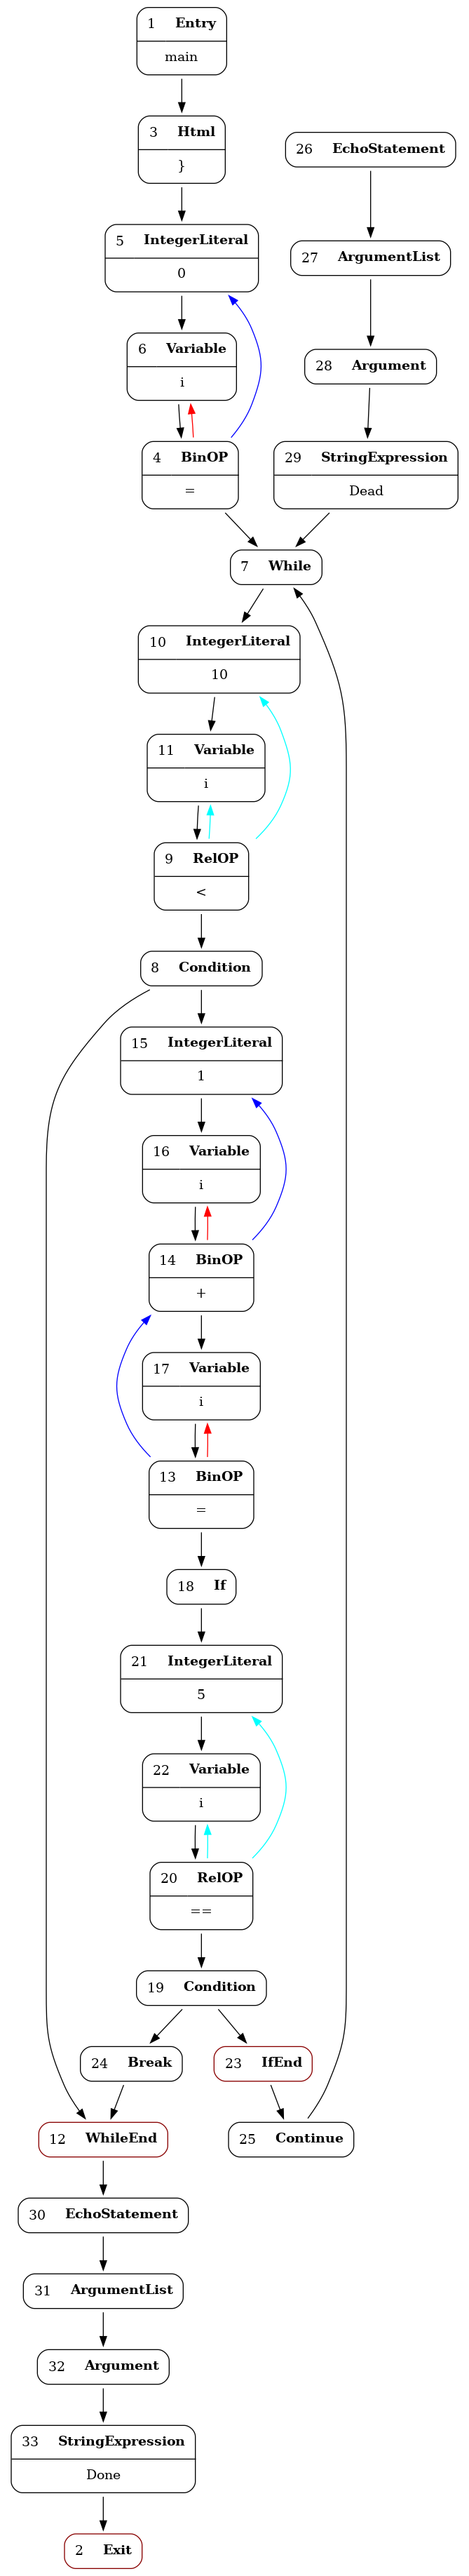 1 Entry
main
3 Html
}
26 EchoStatement
5 IntegerLiteral
0
27 ArgumentList
6 Variable
i
28 Argument
4 BinOP
=
29 StringExpression
Dead
7 While
10 IntegerLiteral
10
11 Variable
i
9 RelOP
<
8 Condition
15 IntegerLiteral
1
16 Variable
i
14 BinOP
+
17 Variable
i
13 BinOP
=
18 If
21 IntegerLiteral
5
22 Variable
i
20 RelOP
==
19 Condition
24 Break
23 IfEnd
12 WhileEnd
25 Continue
30 EchoStatement
31 ArgumentList
32 Argument
33 StringExpression
Done
2 Exit